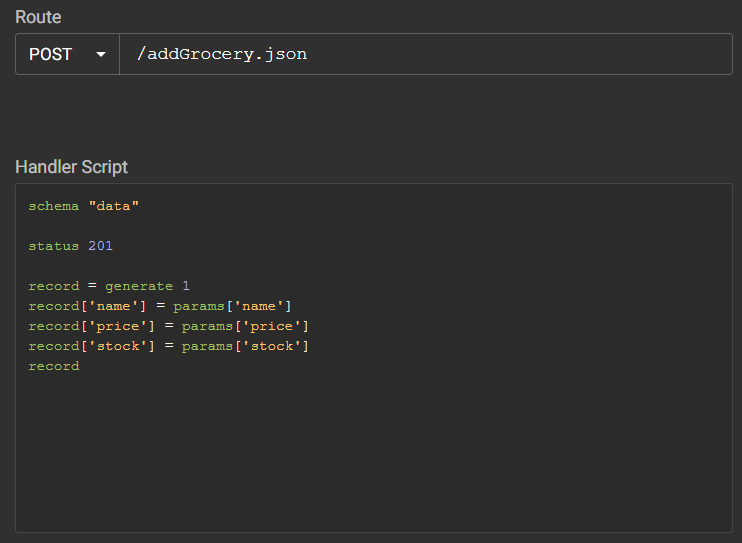 Route
POST /addGrocery.json
Handler Script
schema "data"
status 201
record = generate 1
record['name'] = params['name']
record['price'] = params['price']
record['stock'] = params['stock']
record